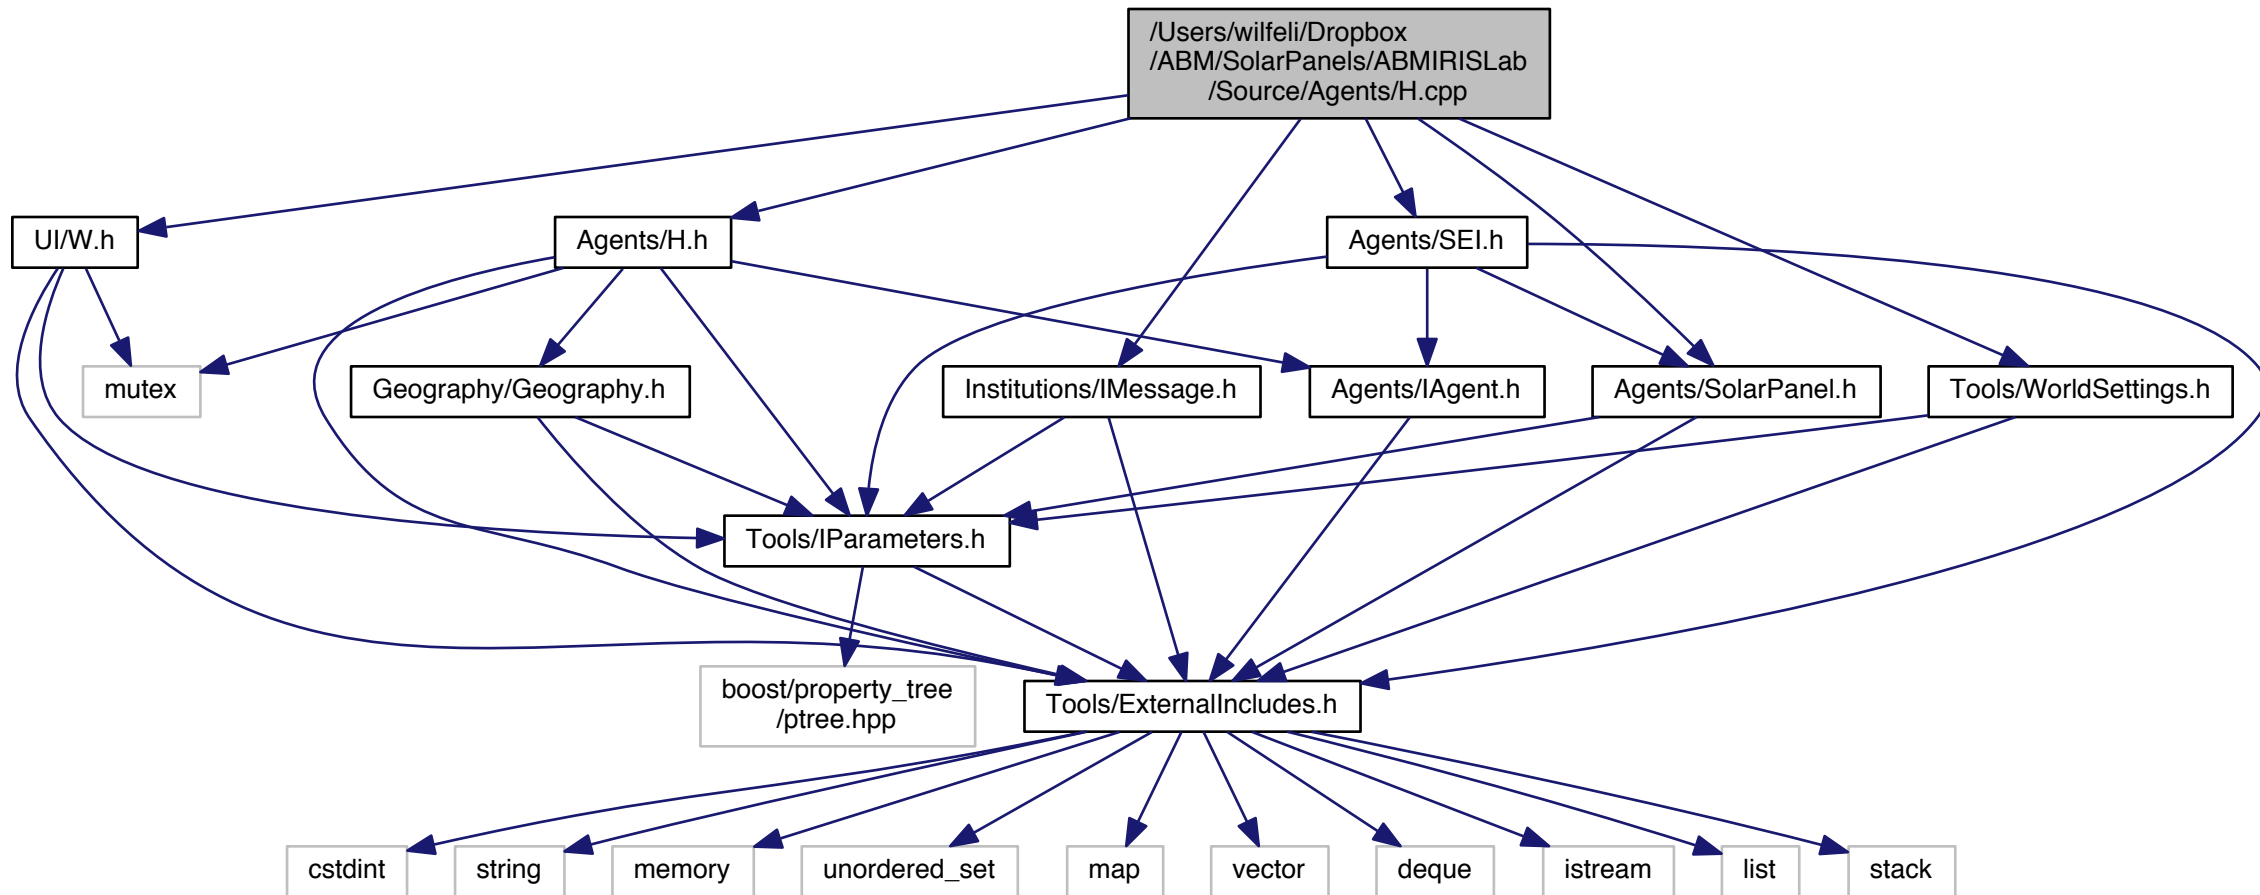 /Users/wilfeli/Dropbox
/ABM/SolarPanels/ABMIRISLab
/Source/Agents/H.cpp
UI/W.h
Agents/H.h
Agents/SEI.h
mutex
Geography/Geography.h
Institutions/IMessage.h
Agents/IAgent.h
Agents/SolarPanel.h
Tools/WorldSettings.h
Tools/IParameters.h
boost/property_tree
/ptree.hpp
Tools/ExternalIncludes.h
cstdint
string
memory
unordered_set
map
vector
deque
istream
list
stack